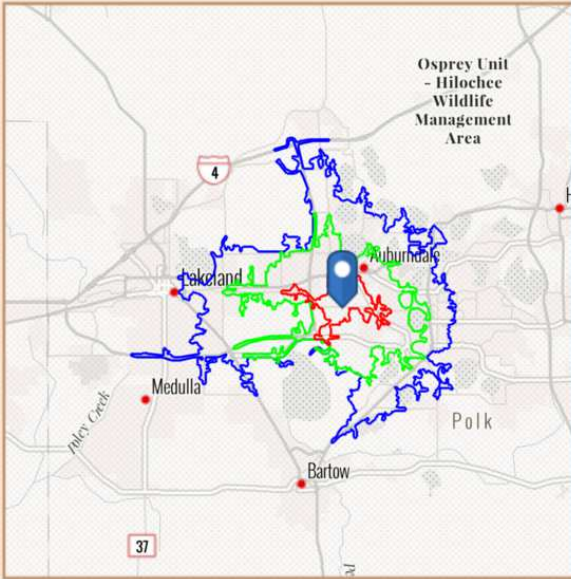 Osprey Unit
- Hilochee
Wildlife
Management
Area
4
H
Auburndale
Lakeland
Medulla
Polk
Bartow
37